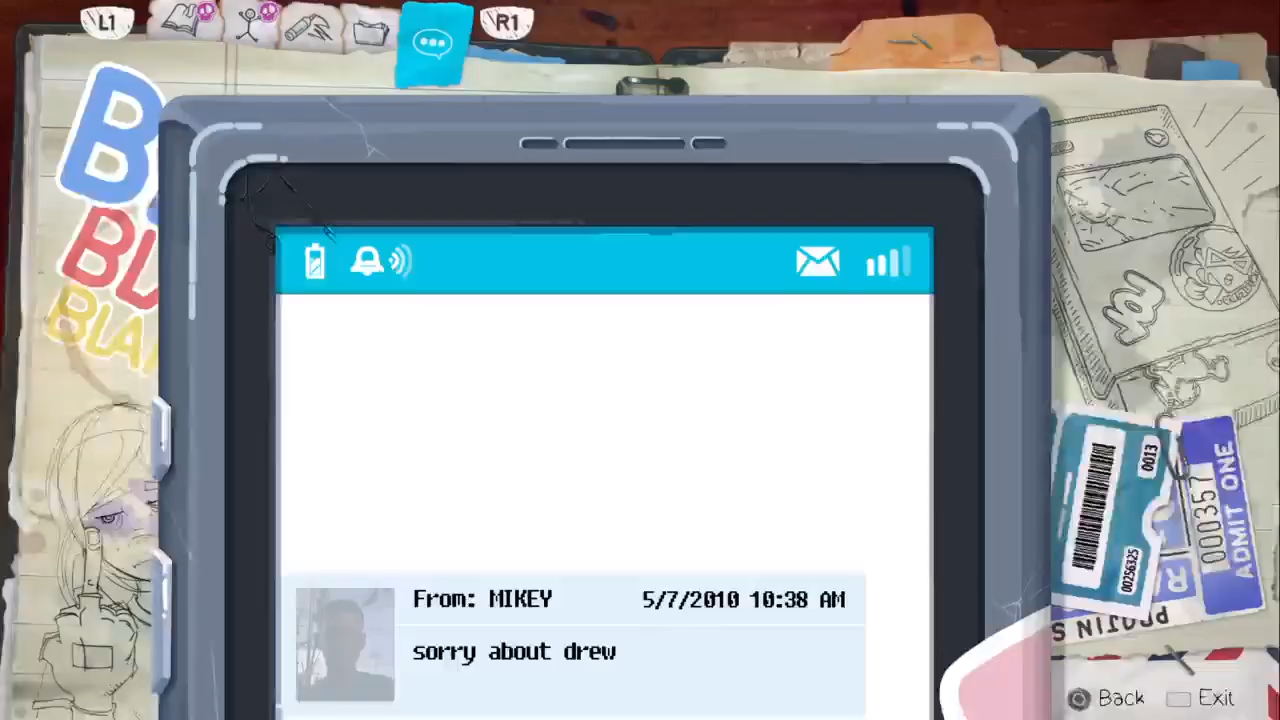 L1
R1
From: MIKEY
5/7/2010 10:38 AM
sorry about drew
0013
00256325
000357
ADMIT ONE
Back
Exit